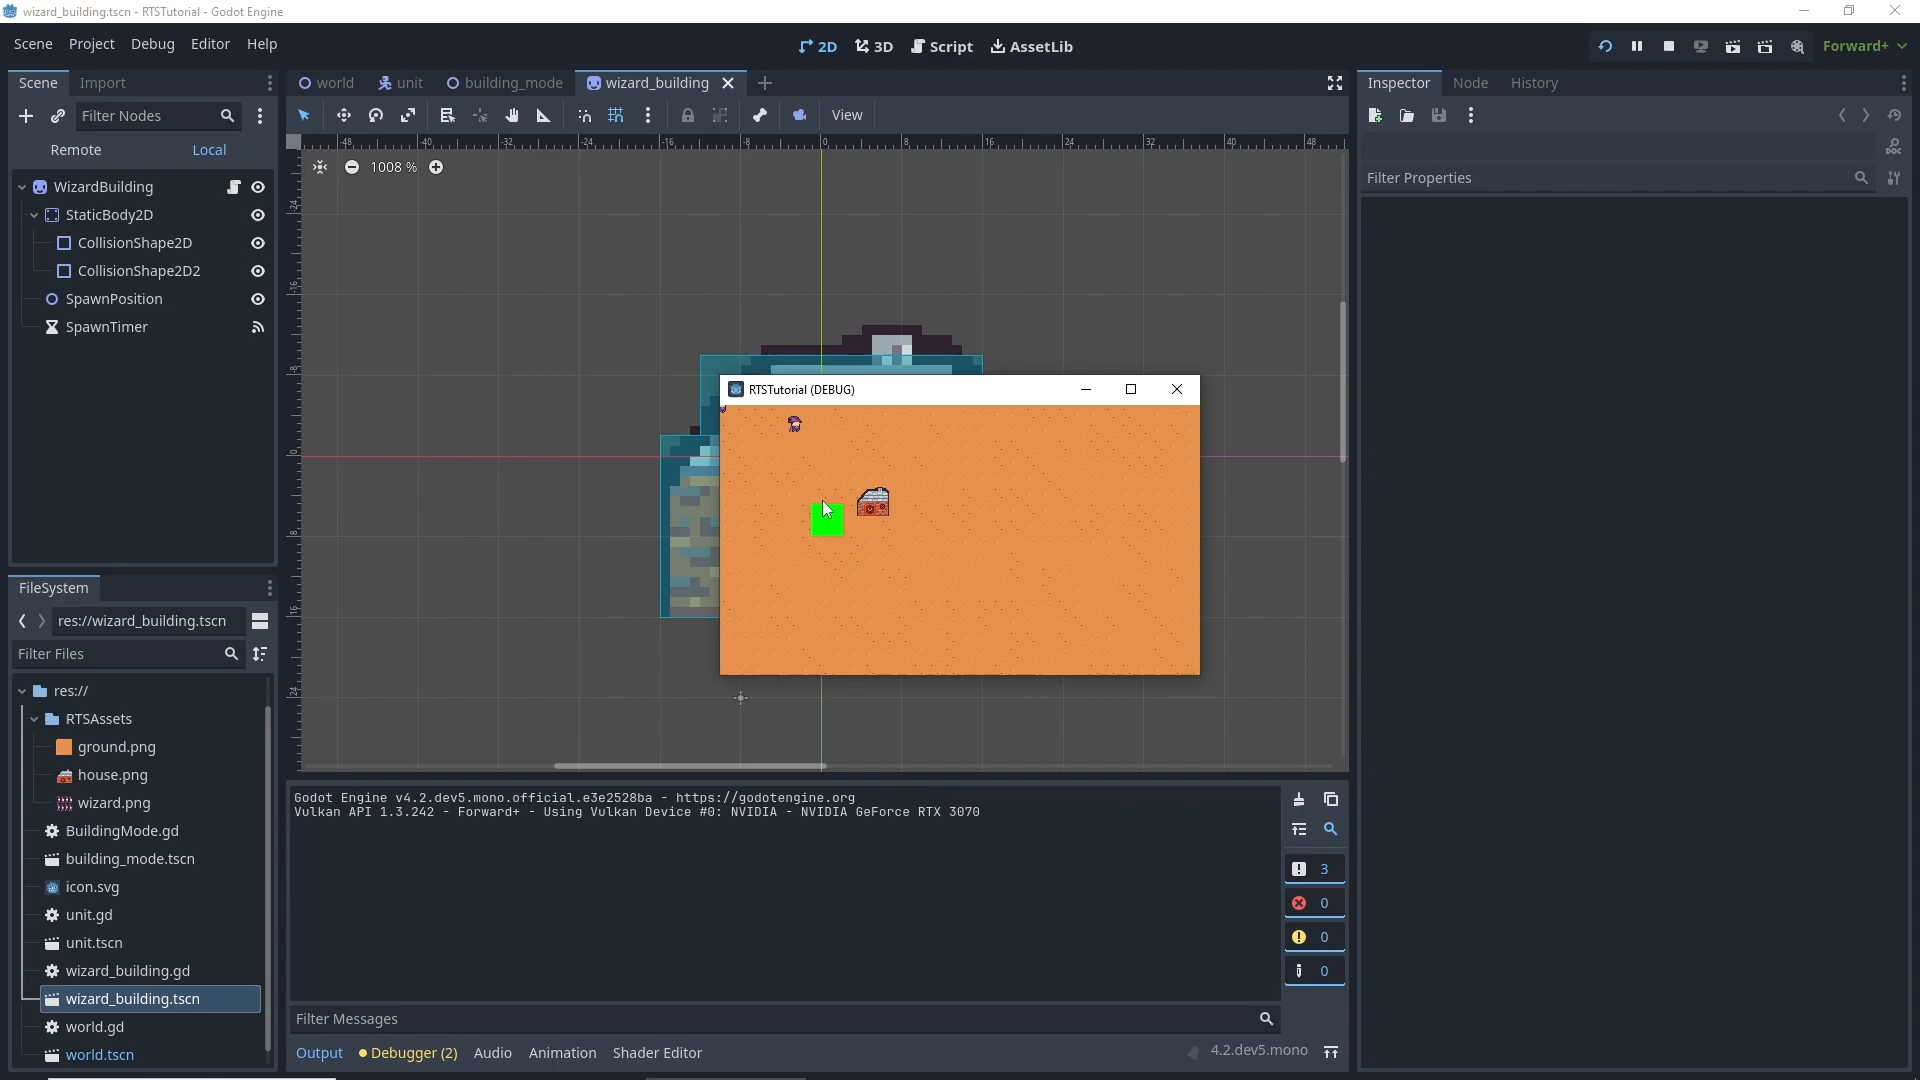 wizard_building.tscn - RTSTutorial - Godot Engine
Scene Project Debug Editor Help
2D 3D Script AssetLib
Forward+
Scene Import
world unit building_mode wizard_building
Inspector Node History
Filter Nodes
View
Remote Local
1008 %
Filter Properties
WizardBuilding
StaticBody2D
CollisionShape2D
CollisionShape2D2
SpawnPosition
SpawnTimer
RTSTutorial (DEBUG)
FileSystem
res://wizard_building.tscn
Filter Files
res://
RTSAssets
ground.png
house.png
wizard.png
BuildingMode.gd
building_mode.tscn
icon.svg
unit.gd
unit.tscn
wizard_building.gd
wizard_building.tscn
world.gd
world.tscn
Godot Engine v4.2.dev5.mono.official.e3e2528ba - https://godotengine.org
Vulkan API 1.3.242 - Forward+ - Using Vulkan Device #0: NVIDIA - NVIDIA GeForce RTX 3070
3
0
0
0
Filter Messages
Output Debugger (2) Audio Animation Shader Editor
4.2.dev5.mono